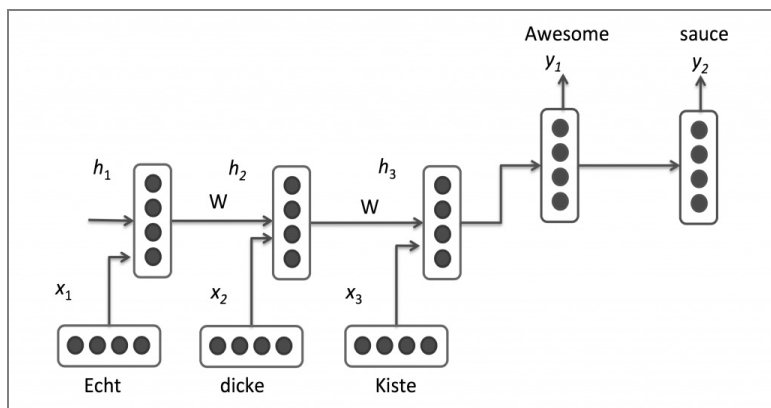 Awesome sauce
y1 y2
h1 h2 h3
W W
x1 x2 x3
Echt dicke Kiste